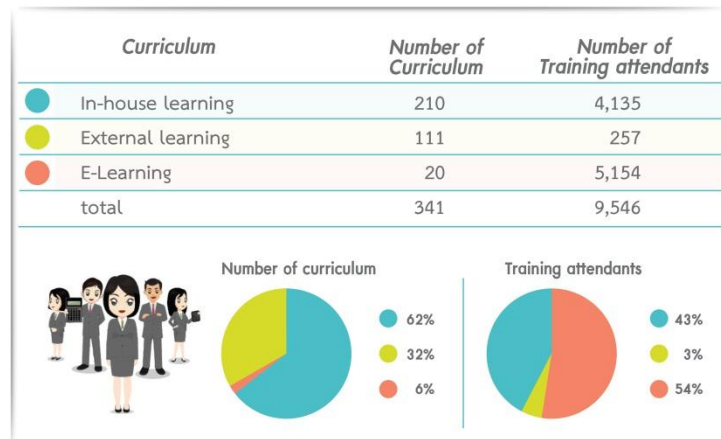 Curriculum Number of Curriculum Number of Training attendants
In-house learning 210 4,135
External learning 111 257
E-Learning 20 5,154
total 341 9,546
Number of curriculum
62%
32%
6%
Training attendants
43%
3%
54%